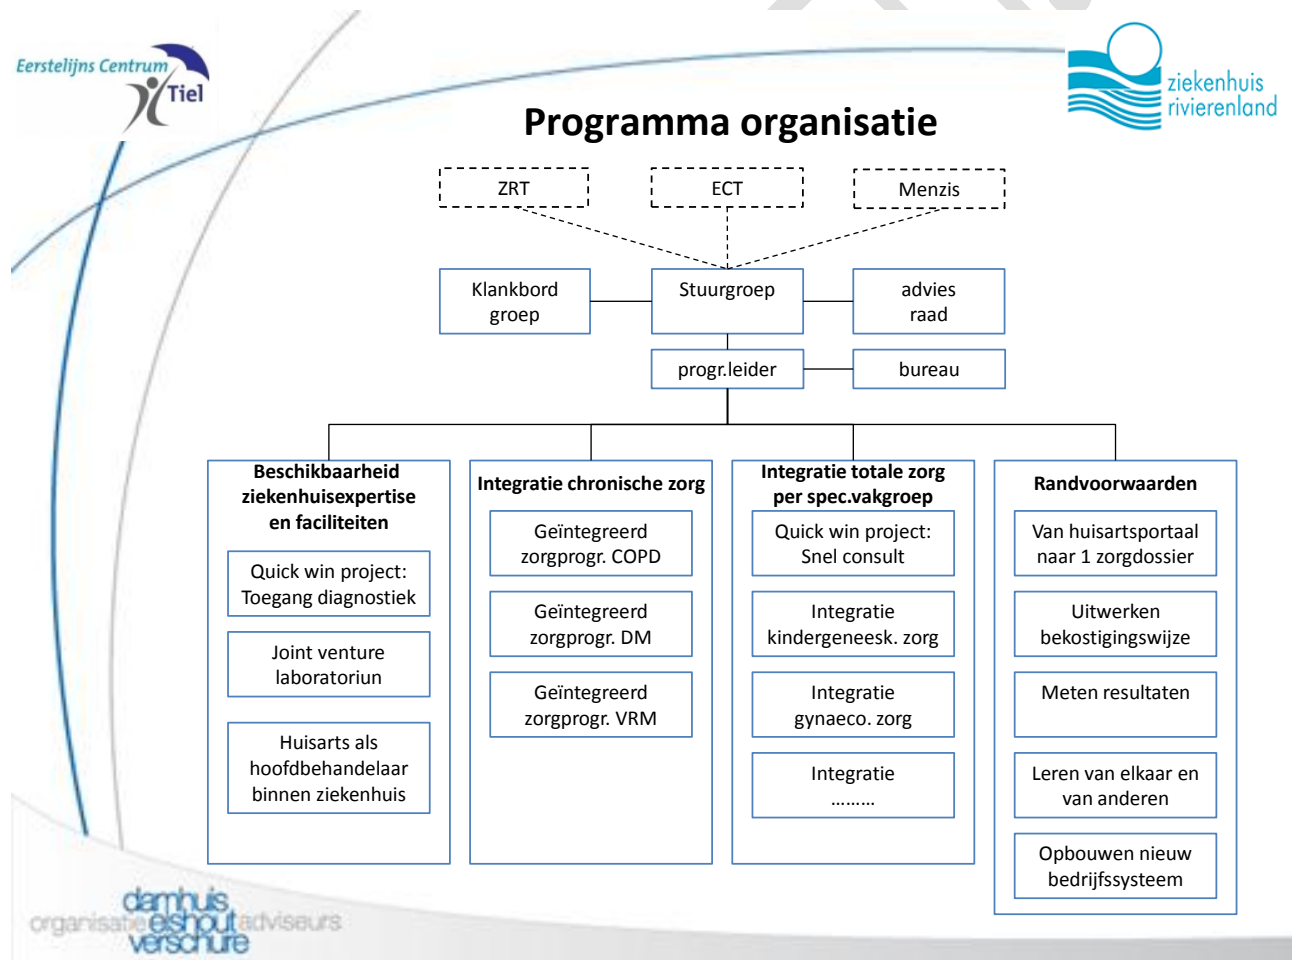 Eerstelijns Centrum
Tiel
ziekenhuis
rivierenland
Programma organisatie
ZRT
ECT
Menzis
Klankbord
groep
Stuurgroep
advies
raad
progr.leider
bureau
Beschikbaarheid
ziekenhuisexpertise
en faciliteiten
Quick win project:
Toegang diagnostiek
Joint venture
laboratoriun
Huisarts als
hoofdbehandelaar
binnen ziekenhuis
Integratie chronische zorg
Geïntegreerd
zorgprogr. COPD
Geïntegreerd
zorgprogr. DM
Geïntegreerd
zorgprogr. VRM
Integratie totale zorg
per spec.vakgroep
Quick win project:
Snel consult
Integratie
kindergeneesk. zorg
Integratie
gynaeco. zorg
Integratie
………
Randvoorwaarden
Van huisartsportaal
naar 1 zorgdossier
Uitwerken
bekostigingswijze
Meten resultaten
Leren van elkaar en
van anderen
Opbouwen nieuw
bedrijfssysteem
damhuis
organisatie elshout adviseurs
verschure